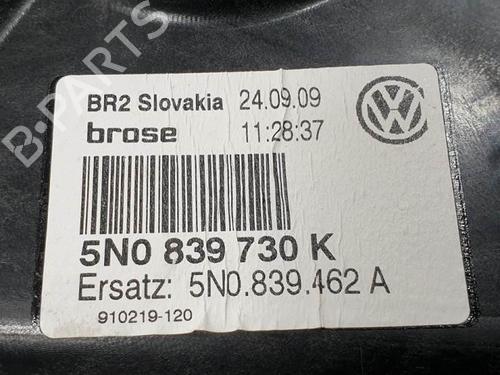 B-PARTS
BR2 Slovakia 24.09.09
brose 11:28:37
5N0 839 730 K
Ersatz: 5N0.839.462 A
910219-120